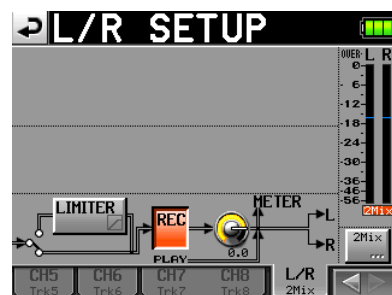 L/R SETUP
OVER L R
0
-6
-12
-18
-24
-30
-36
-46
-56
2Mix
LIMITER
REC
METER
L
R
0.0
PLAY
2Mix
...
CH5 CH6 CH7 CH8 L/R
Trk5 Trk6 Trk7 Trk8 2Mix